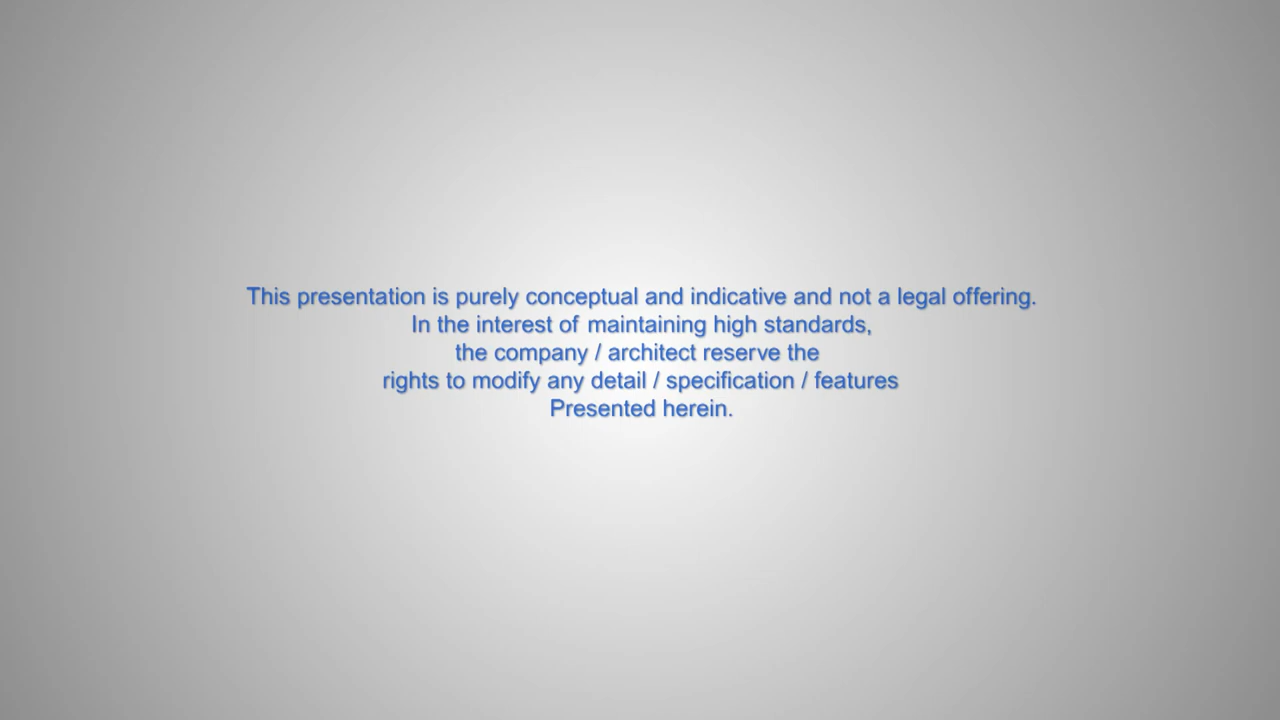 This presentation is purely conceptual and indicative and not a legal offering.
In the interest of maintaining high standards,
the company / architect reserve the
rights to modify any detail / specification / features
Presented herein.